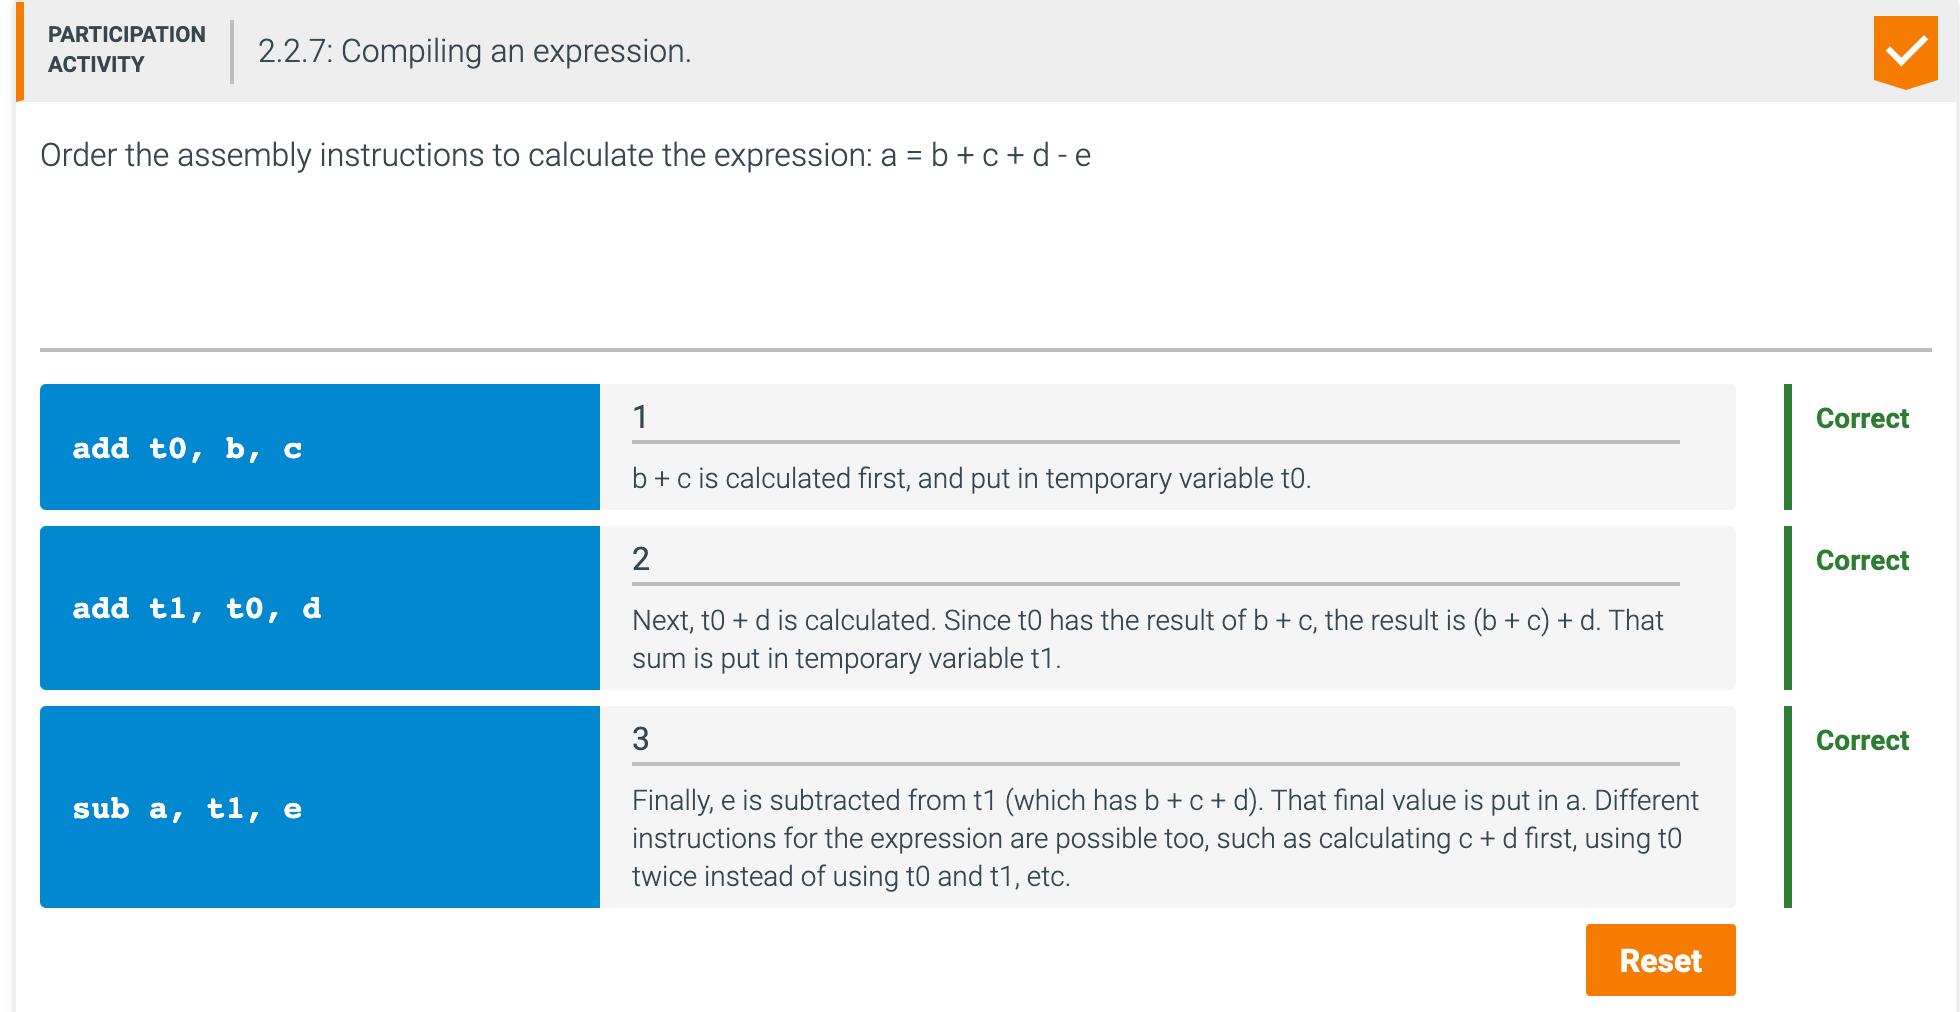 PARTICIPATION
ACTIVITY
2.2.7: Compiling an expression.
Order the assembly instructions to calculate the expression: a = b + c + d - e
add t0, b, c
1
b + c is calculated first, and put in temporary variable t0.
Correct
add t1, t0, d
2
Next, t0 + d is calculated. Since t0 has the result of b + c, the result is (b + c) + d. That
sum is put in temporary variable t1.
Correct
sub a, t1, e
3
Finally, e is subtracted from t1 (which has b + c + d). That final value is put in a. Different
instructions for the expression are possible too, such as calculating c + d first, using t0
twice instead of using t0 and t1, etc.
Correct
Reset